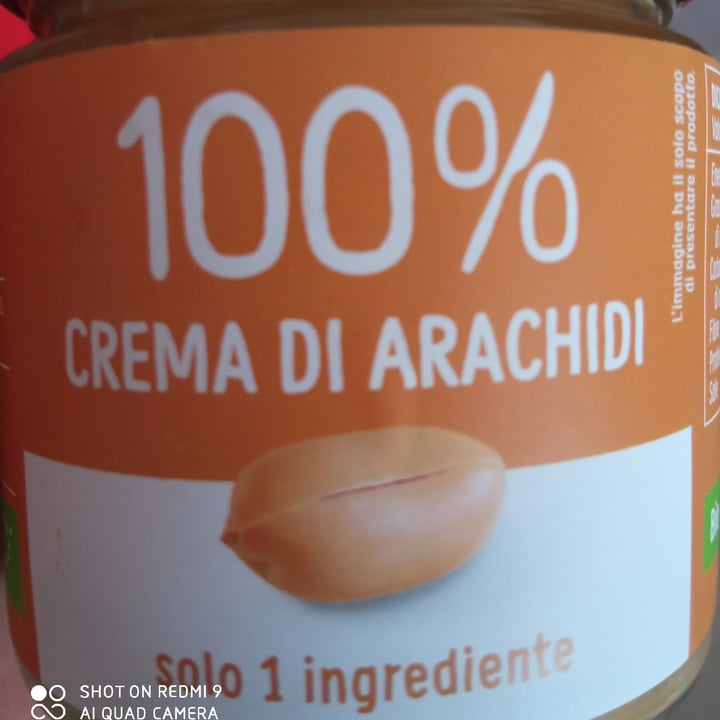 100%
CREMA DI ARACHIDI
solo 1 ingrediente
L'immagine ha il solo scopo
di presentare il prodotto.
SHOT ON REDMI 9
AI QUAD CAMERA